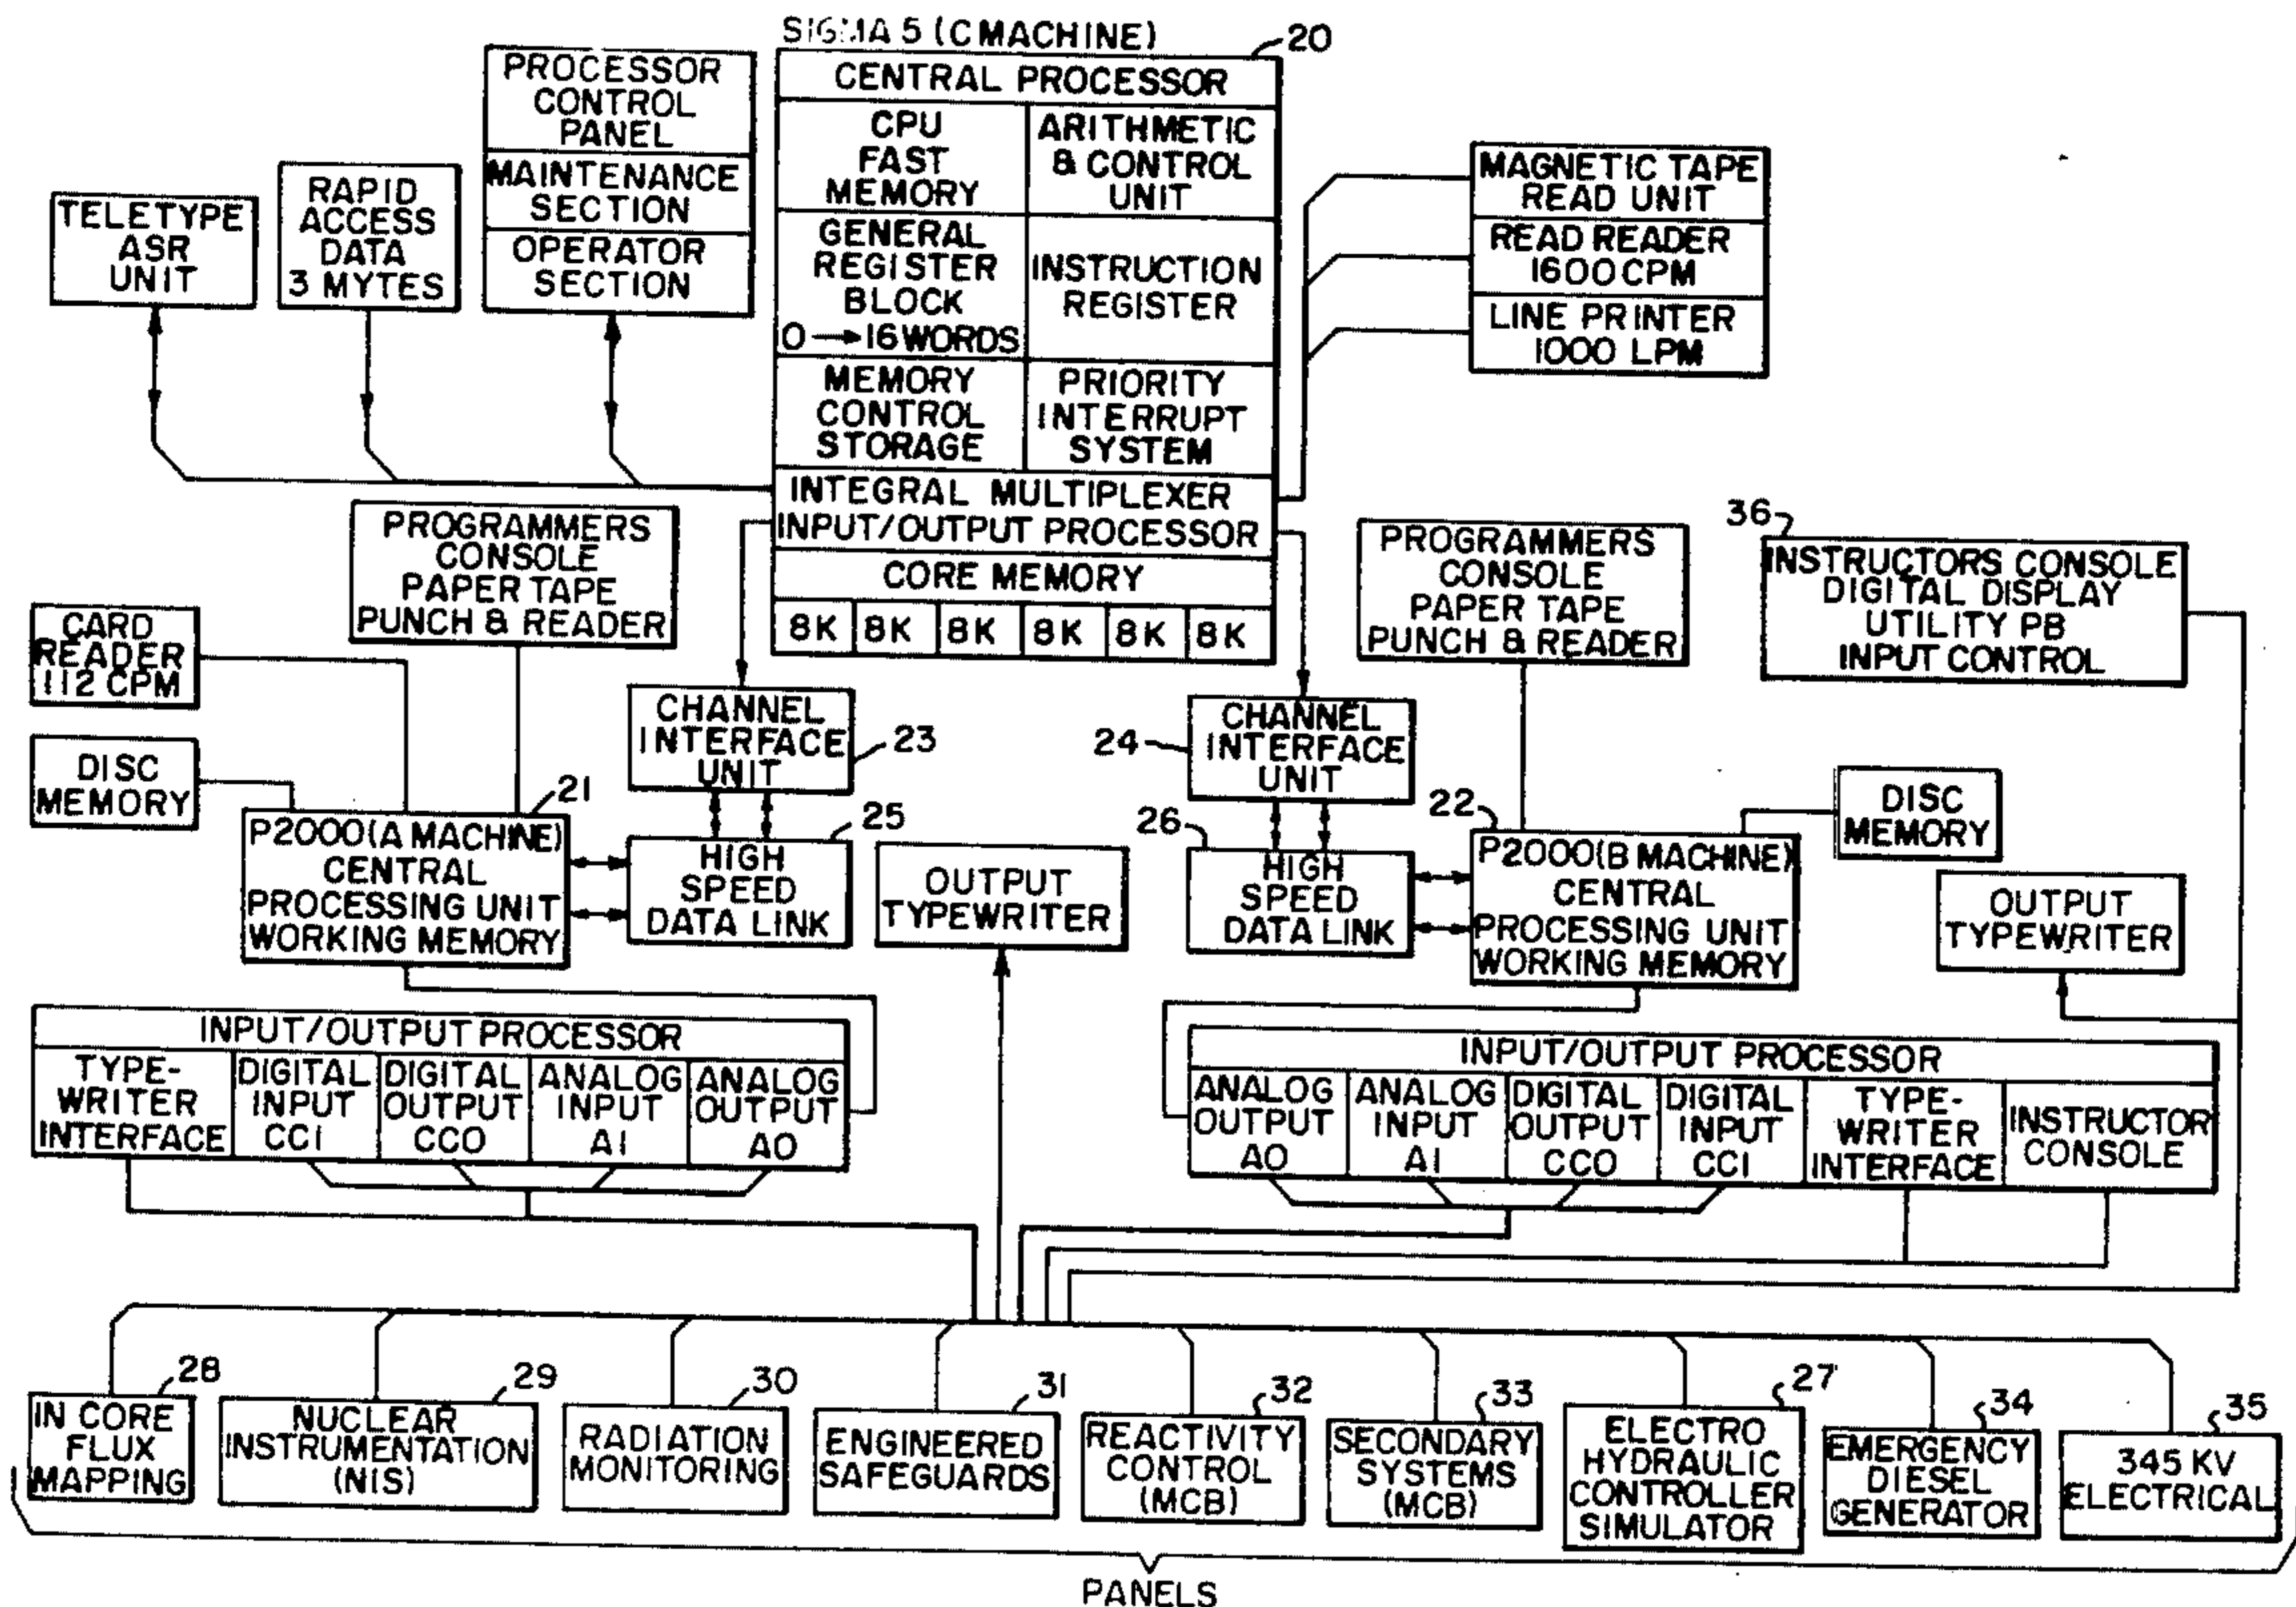 SIGMA 5 (C MACHINE)
20
CENTRAL PROCESSOR
CPU
FAST
MEMORY
ARITHMETIC
& CONTROL
UNIT
GENERAL
REGISTER
BLOCK
0 → 16 WORDS
INSTRUCTION
REGISTER
MEMORY
CONTROL
STORAGE
PRIORITY
INTERRUPT
SYSTEM
INTEGRAL MULTIPLEXER
INPUT/OUTPUT PROCESSOR
CORE MEMORY
8K 8K 8K 8K 8K 8K
PROCESSOR
CONTROL
PANEL
MAINTENANCE
SECTION
OPERATOR
SECTION
RAPID
ACCESS
DATA
3 MYTES
TELETYPE
ASR
UNIT
MAGNETIC TAPE
READ UNIT
READ READER
1600 CPM
LINE PRINTER
1000 LPM
PROGRAMMERS
CONSOLE
PAPER TAPE
PUNCH & READER
CARD
READER
112 CPM
DISC
MEMORY
CHANNEL
INTERFACE
UNIT
23
21
P2000(A MACHINE)
CENTRAL
PROCESSING UNIT
WORKING MEMORY
25
HIGH
SPEED
DATA LINK
OUTPUT
TYPEWRITER
PROGRAMMERS
CONSOLE
PAPER TAPE
PUNCH & READER
36
INSTRUCTORS CONSOLE
DIGITAL DISPLAY
UTILITY PB
INPUT CONTROL
24
CHANNEL
INTERFACE
UNIT
26
HIGH
SPEED
DATA LINK
22
P2000(B MACHINE)
CENTRAL
PROCESSING UNIT
WORKING MEMORY
DISC
MEMORY
OUTPUT
TYPEWRITER
INPUT/OUTPUT PROCESSOR
TYPE-
WRITER
INTERFACE
DIGITAL
INPUT
CCI
DIGITAL
OUTPUT
CCO
ANALOG
INPUT
AI
ANALOG
OUTPUT
AO
INPUT/OUTPUT PROCESSOR
ANALOG
OUTPUT
AO
ANALOG
INPUT
AI
DIGITAL
OUTPUT
CCO
DIGITAL
INPUT
CCI
TYPE-
WRITER
INTERFACE
INSTRUCTOR
CONSOLE
28
IN CORE
FLUX
MAPPING
29
NUCLEAR
INSTRUMENTATION
(NIS)
30
RADIATION
MONITORING
31
ENGINEERED
SAFEGUARDS
32
REACTIVITY
CONTROL
(MCB)
33
SECONDARY
SYSTEMS
(MCB)
27
ELECTRO
HYDRAULIC
CONTROLLER
SIMULATOR
34
EMERGENCY
DIESEL
GENERATOR
35
345 KV
ELECTRICAL
PANELS